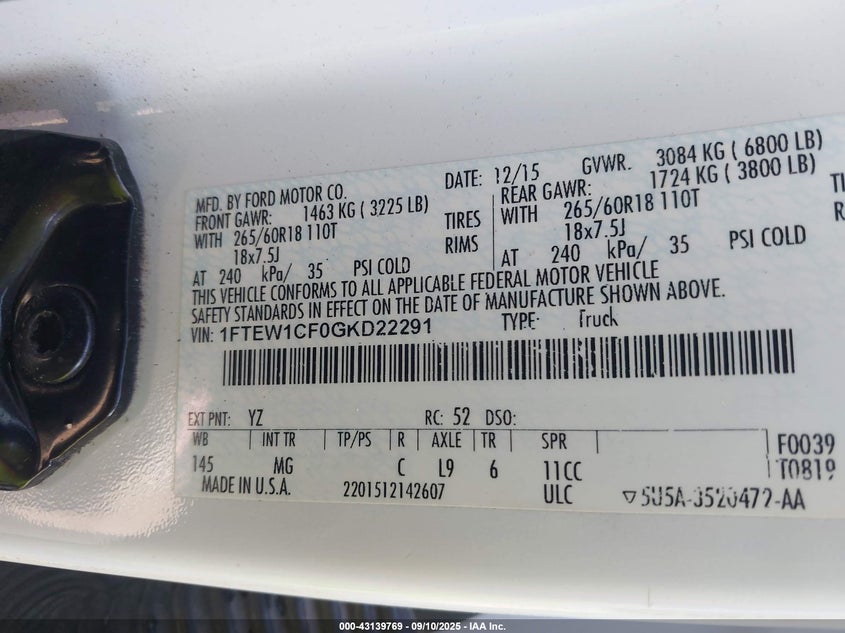 MFD. BY FORD MOTOR CO. DATE: 12/15 GVWR. 3084 KG ( 6800 LB)
FRONT GAWR: 1463 KG ( 3225 LB) REAR GAWR: 1724 KG ( 3800 LB)
WITH 265/60R18 110T TIRES WITH 265/60R18 110T
18x7.5J RIMS 18x7.5J
AT 240 kPa/ 35 PSI COLD AT 240 kPa/ 35 PSI COLD
THIS VEHICLE CONFORMS TO ALL APPLICABLE FEDERAL MOTOR VEHICLE
SAFETY STANDARDS IN EFFECT ON THE DATE OF MANUFACTURE SHOWN ABOVE.
VIN: 1FTEW1CF0GKD22291 TYPE: Truck
EXT PNT: YZ RC: 52 DSO:
WB INT TR TP/PS R AXLE TR SPR F0039
145 MG C L9 6 11CC T0819
MADE IN U.S.A. 2201512142607 ULC 5U5A-3520472-AA
000-43139769 - 09/10/2025 - IAA Inc.